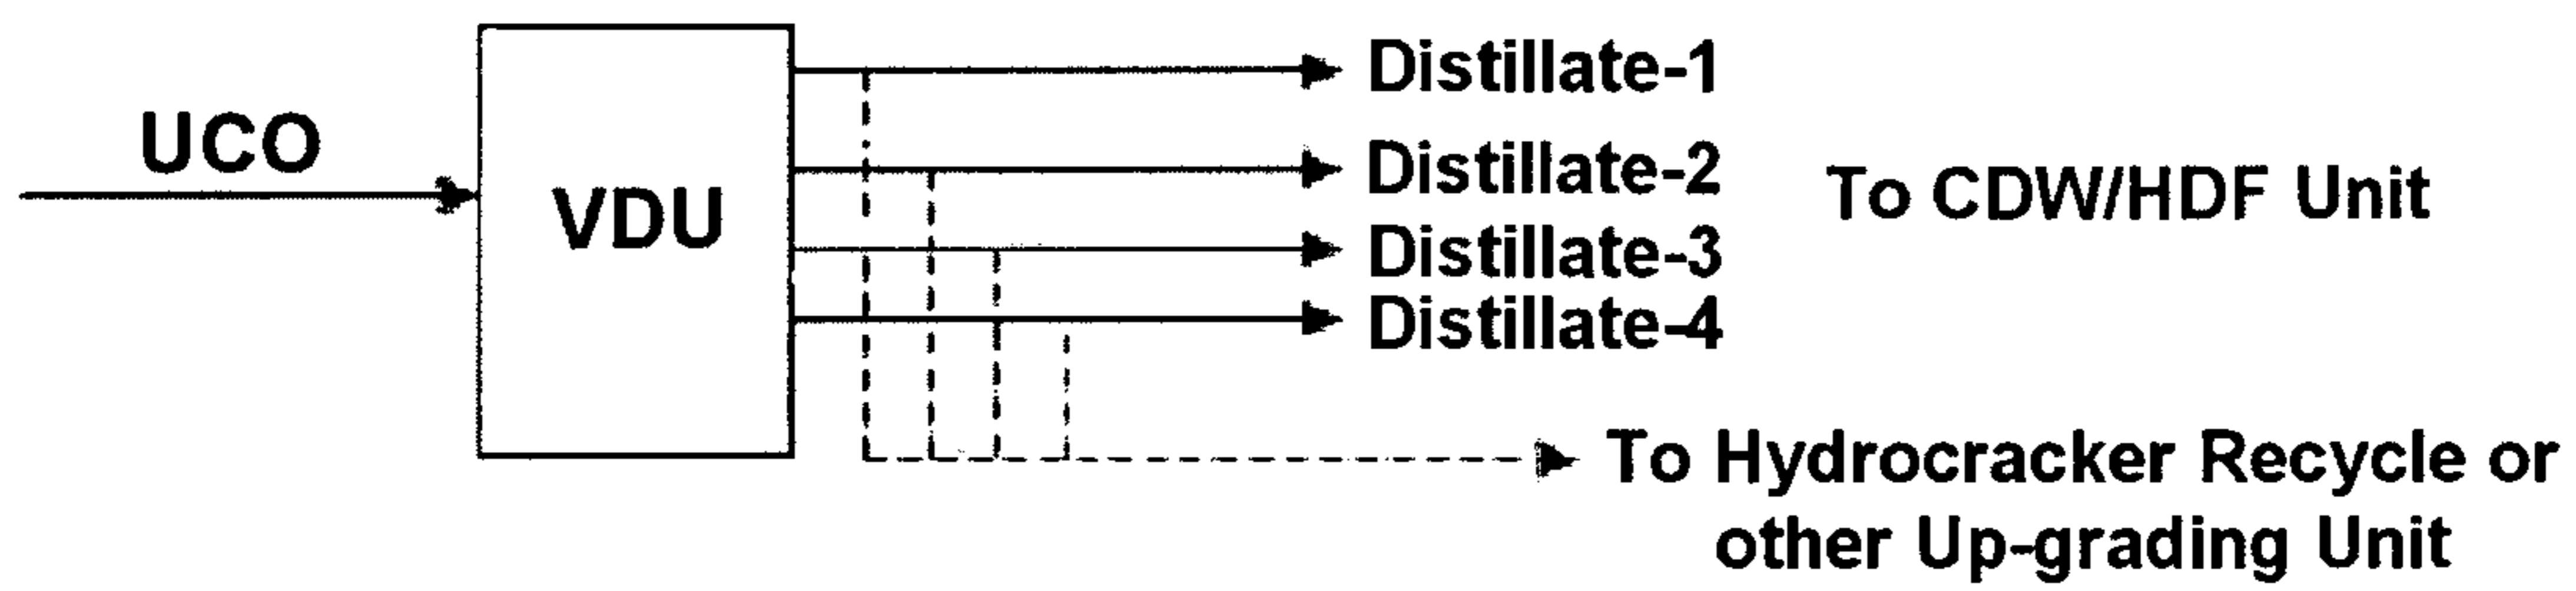 UCO
VDU
Distillate-1
Distillate-2
Distillate-3
Distillate-4
To CDW/HDF Unit
To Hydrocracker Recycle or
other Up-grading Unit